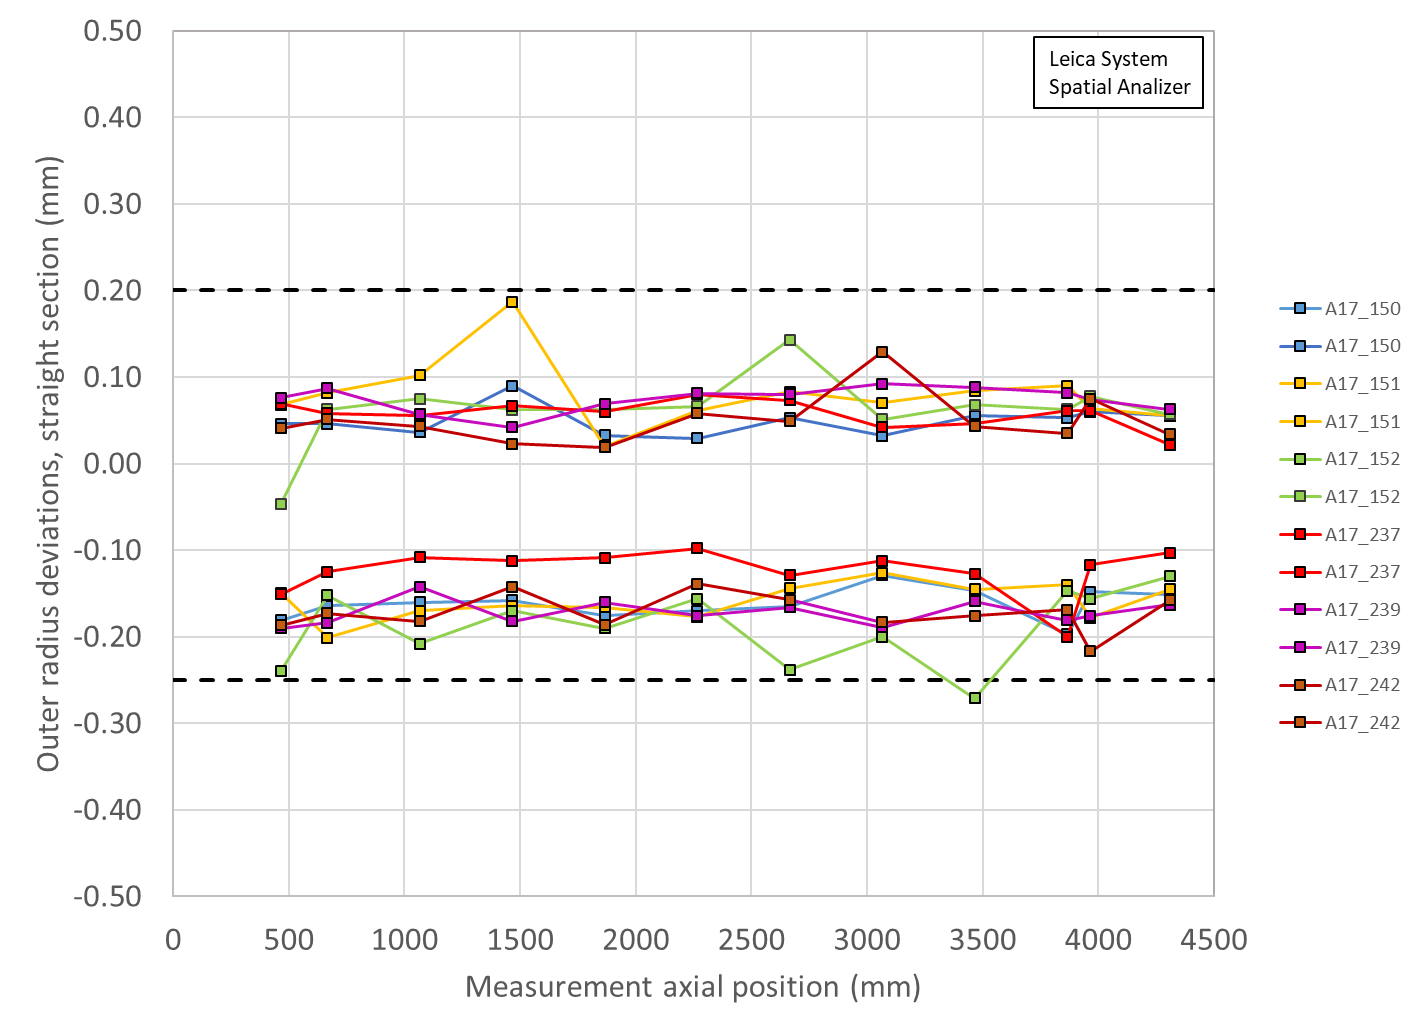 0.50
0.40
0.30
0.20
0.10
0.00
-0.10
-0.20
-0.30
-0.40
-0.50
Outer radius deviations, straight section (mm)
Leica System
Spatial Analizer
0 500 1000 1500 2000 2500 3000 3500 4000 4500
Measurement axial position (mm)
A17_150
A17_150
A17_151
A17_151
A17_152
A17_152
A17_237
A17_237
A17_239
A17_239
A17_242
A17_242